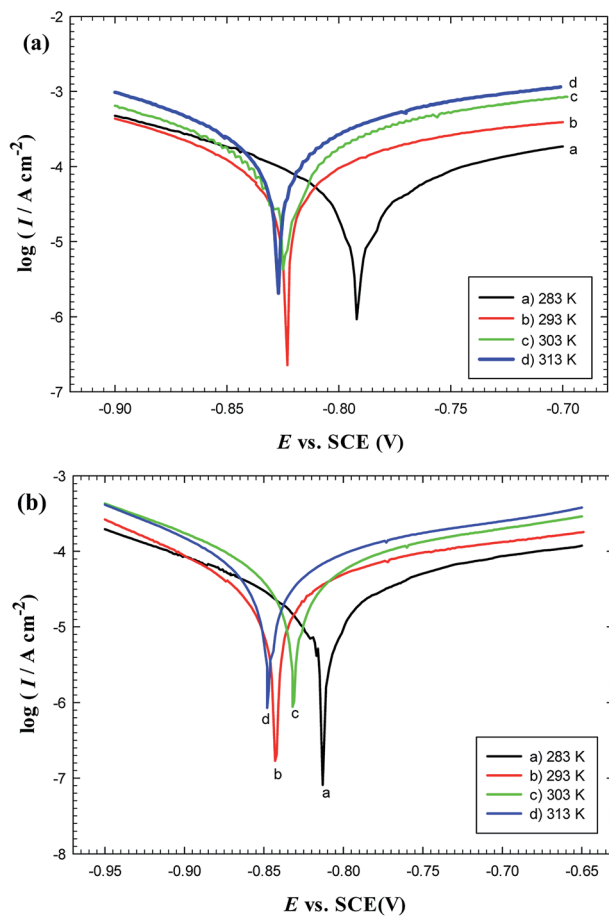 (a)
-2
-3
-4
-5
-6
-7
log ( I / A cm-2)
d
c
b
a
a) 283 K
b) 293 K
c) 303 K
d) 313 K
-0.90
-0.85
-0.80
-0.75
-0.70
E vs. SCE (V)
(b)
-3
-4
-5
-6
-7
-8
log ( I / A cm-2)
d
c
b
a
a) 283 K
b) 293 K
c) 303 K
d) 313 K
-0.95
-0.90
-0.85
-0.80
-0.75
-0.70
-0.65
E vs. SCE(V)